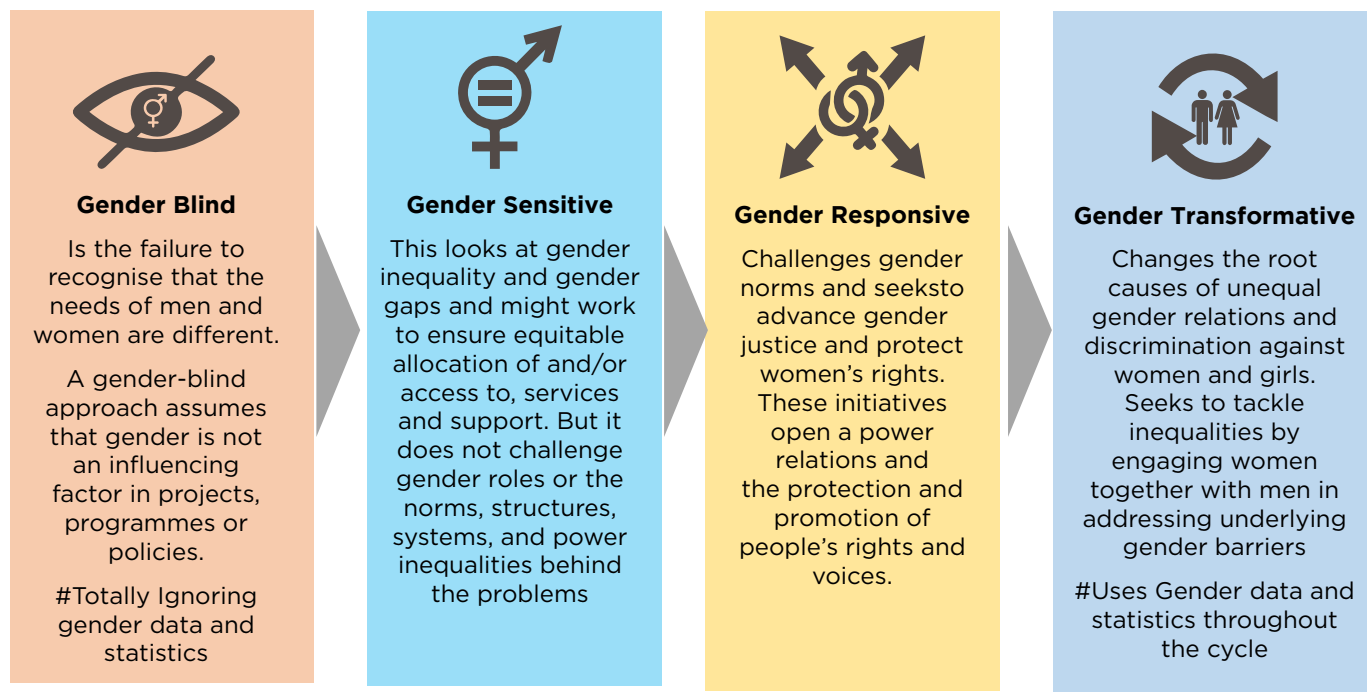 Gender Blind
Is the failure to
recognise that the
needs of men and
women are different.
A gender-blind
approach assumes
that gender is not
an influencing
factor in projects,
programmes or
policies.
#Totally Ignoring
gender data and
statistics
Gender Sensitive
This looks at gender
inequality and gender
gaps and might work
to ensure equitable
allocation of and/or
access to, services
and support. But it
does not challenge
gender roles or the
norms, structures,
systems, and power
inequalities behind
the problems
Gender Responsive
Challenges gender
norms and seeksto
advance gender
justice and protect
women’s rights.
These initiatives
open a power
relations and
the protection and
promotion of
people’s rights and
voices.
Gender Transformative
Changes the root
causes of unequal
gender relations and
discrimination against
women and girls.
Seeks to tackle
inequalities by
engaging women
together with men in
addressing underlying
gender barriers
#Uses Gender data and
statistics throughout
the cycle